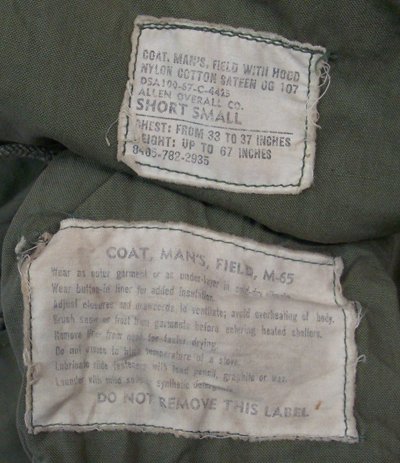 COAT, MAN'S, FIELD WITH HOOD
NYLON COTTON SATEEN OG 107
DSA100-67-C-4425
ALLEN OVERALL CO.
SHORT SMALL
CHEST: FROM 33 TO 37 INCHES
HEIGHT: UP TO 67 INCHES
8405-782-2935
COAT, MAN'S, FIELD, M-65
Wear as outer garment or as under-layer in cold-dry climate.
Wear button-in liner for added insulation.
Adjust closures and drawcords to ventilate; avoid overheating of body.
Brush snow or frost from garments before entering heated shelters.
Remove liner from coat for faster drying.
Do not expose to high temperature of a stove.
Lubricate slide fasteners with lead pencil, graphite or wax.
Launder with mild soap synthetic detergent.
DO NOT REMOVE THIS LABEL